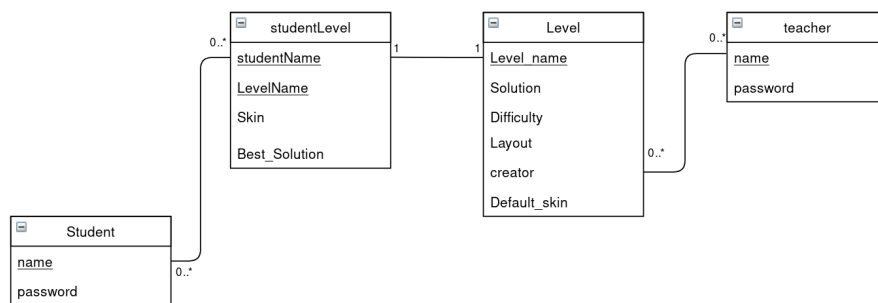 studentLevel
0..*
studentName
1
LevelName
Skin
Best_Solution
Level
1
Level_name
Solution
Difficulty
Layout
creator
0..*
Default_skin
teacher
0..*
name
password
Student
name
0..*
password